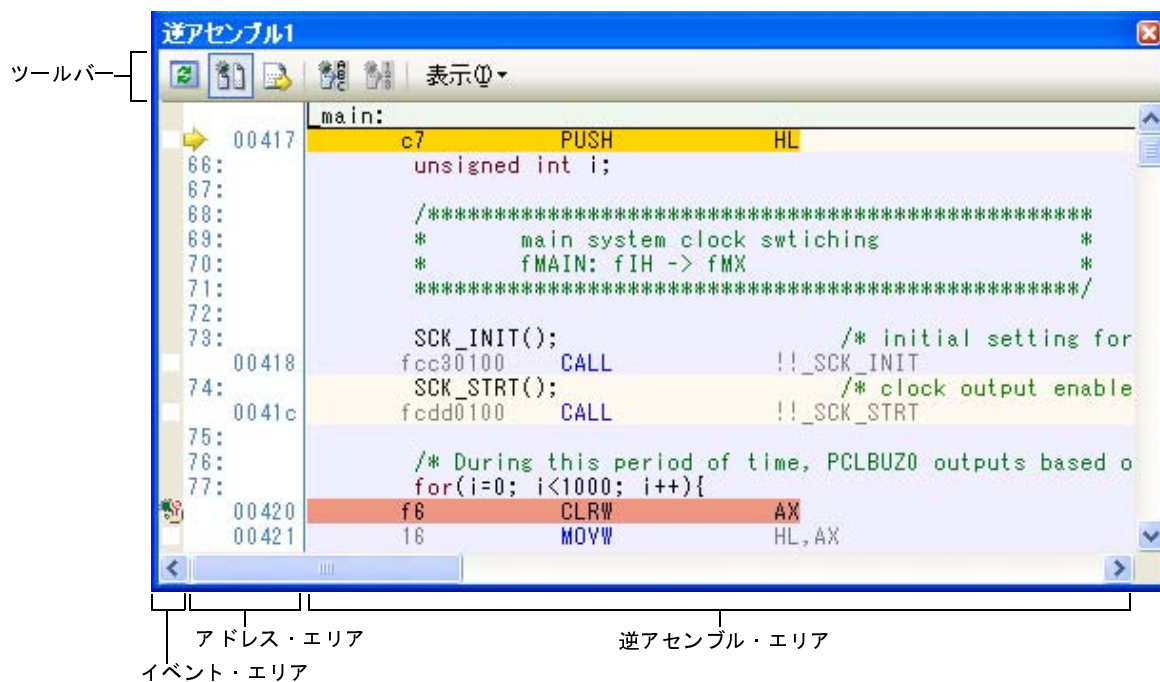 逆アセンブル1
ツールバー
表示(I)
_main:
00417 c7 PUSH HL
66: unsigned int i;
67:
68: /**************************************************
69: * main system clock swtiching *
70: * fMAIN: fIH -> fMX *
71: **************************************************/
72:
73: SCK_INIT(); /* initial setting for
00418 fcc30100 CALL !!_SCK_INIT
74: SCK_STRT(); /* clock output enable
0041c fcdd0100 CALL !!_SCK_STRT
75:
76: /* During this period of time, PCLBUZ0 outputs based o
77: for(i=0; i<1000; i++){
00420 f6 CLRW AX
00421 16 MOVW HL,AX
アドレス・エリア
逆アセンブル・エリア
イベント・エリア